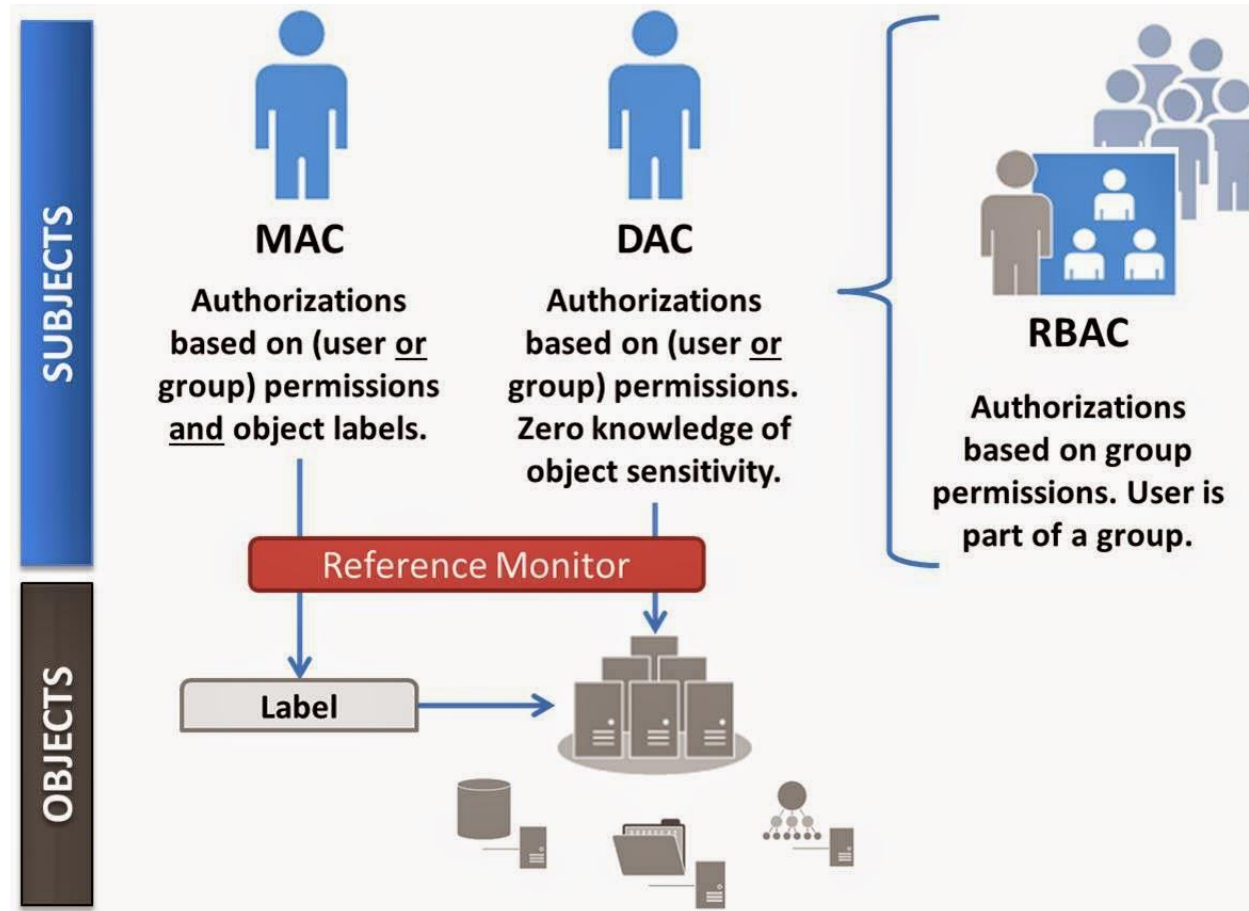 SUBJECTS
MAC
Authorizations
based on (user or
group) permissions
and object labels.
DAC
Authorizations
based on (user or
group) permissions.
Zero knowledge of
object sensitivity.
RBAC
Authorizations
based on group
permissions. User is
part of a group.
Reference Monitor
OBJECTS
Label